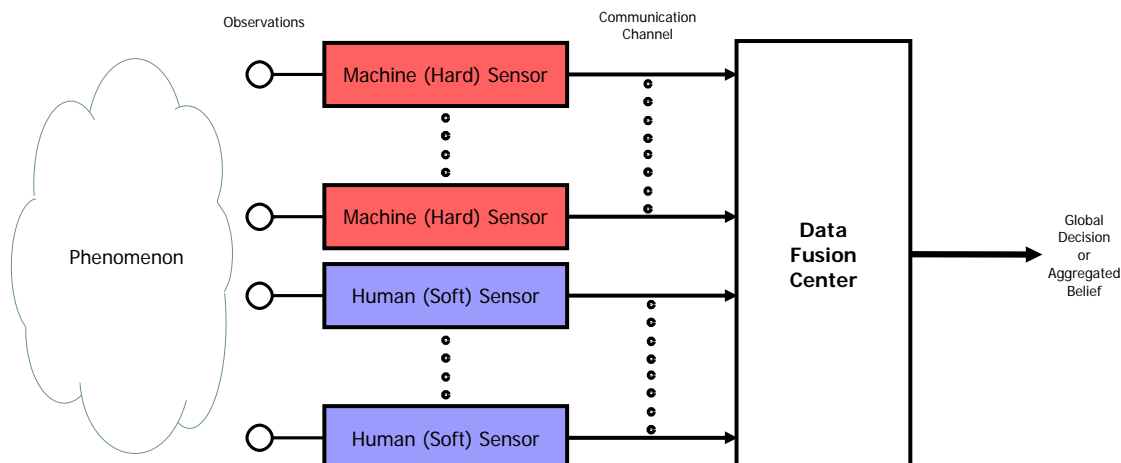 Observations
Communication
Channel
Machine (Hard) Sensor
Machine (Hard) Sensor
Phenomenon
Human (Soft) Sensor
Human (Soft) Sensor
Data
Fusion
Center
Global
Decision
or
Aggregated
Belief